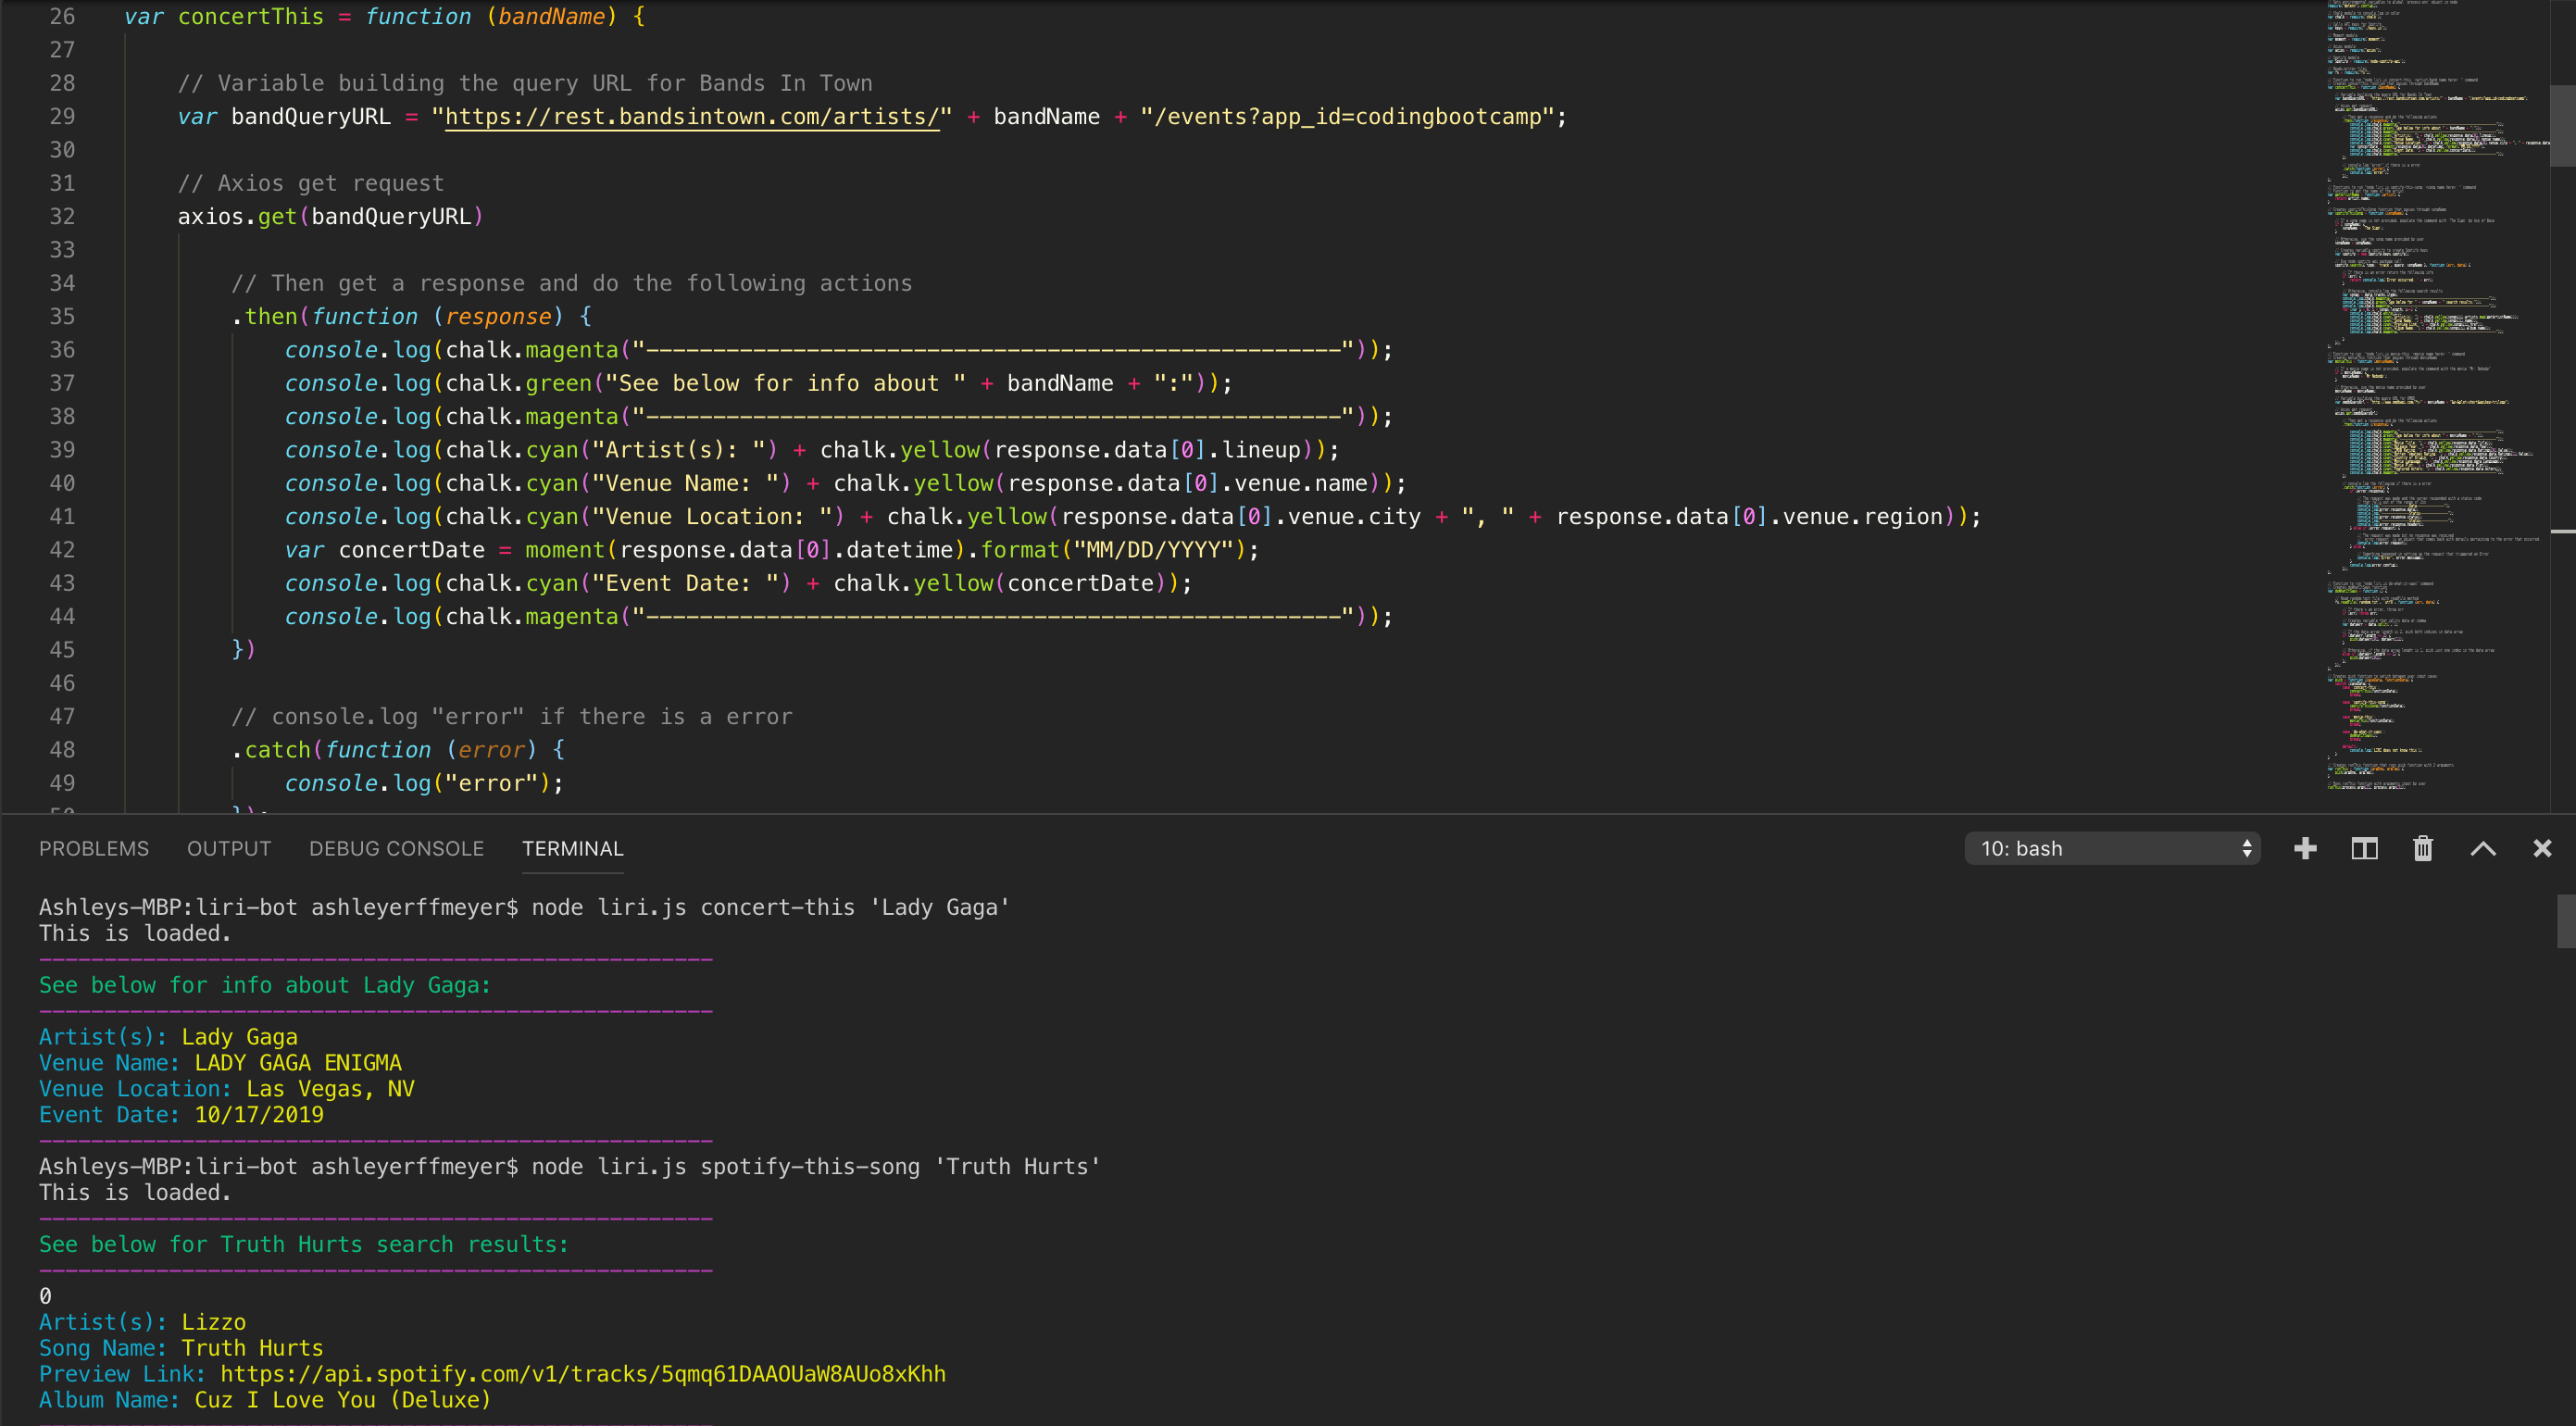 26 var concertThis = function (bandName) {
27
28 // Variable building the query URL for Bands In Town
29 var bandQueryURL = "https://rest.bandsintown.com/artists/" + bandName + "/events?app_id=codingbootcamp";
30
31 // Axios get request
32 axios.get(bandQueryURL)
33
34 // Then get a response and do the following actions
35 .then(function (response) {
36 console.log(chalk.magenta("----------------------------------------------------"));
37 console.log(chalk.green("See below for info about " + bandName + ":"));
38 console.log(chalk.magenta("----------------------------------------------------"));
39 console.log(chalk.cyan("Artist(s): ") + chalk.yellow(response.data[0].lineup));
40 console.log(chalk.cyan("Venue Name: ") + chalk.yellow(response.data[0].venue.name));
41 console.log(chalk.cyan("Venue Location: ") + chalk.yellow(response.data[0].venue.city + ", " + response.data[0].venue.region));
42 var concertDate = moment(response.data[0].datetime).format("MM/DD/YYYY");
43 console.log(chalk.cyan("Event Date: ") + chalk.yellow(concertDate));
44 console.log(chalk.magenta("----------------------------------------------------"));
45 })
46
47 // console.log "error" if there is a error
48 .catch(function (error) {
49 console.log("error");
50 });
PROBLEMS OUTPUT DEBUG CONSOLE TERMINAL 10: bash
Ashleys-MBP:liri-bot ashleyerffmeyer$ node liri.js concert-this 'Lady Gaga'
This is loaded.
----------------------------------------------------
See below for info about Lady Gaga:
----------------------------------------------------
Artist(s): Lady Gaga
Venue Name: LADY GAGA ENIGMA
Venue Location: Las Vegas, NV
Event Date: 10/17/2019
----------------------------------------------------
Ashleys-MBP:liri-bot ashleyerffmeyer$ node liri.js spotify-this-song 'Truth Hurts'
This is loaded.
----------------------------------------------------
See below for Truth Hurts search results:
----------------------------------------------------
0
Artist(s): Lizzo
Song Name: Truth Hurts
Preview Link: https://api.spotify.com/v1/tracks/5qmq61DAAOUaW8AUo8xKhh
Album Name: Cuz I Love You (Deluxe)
----------------------------------------------------